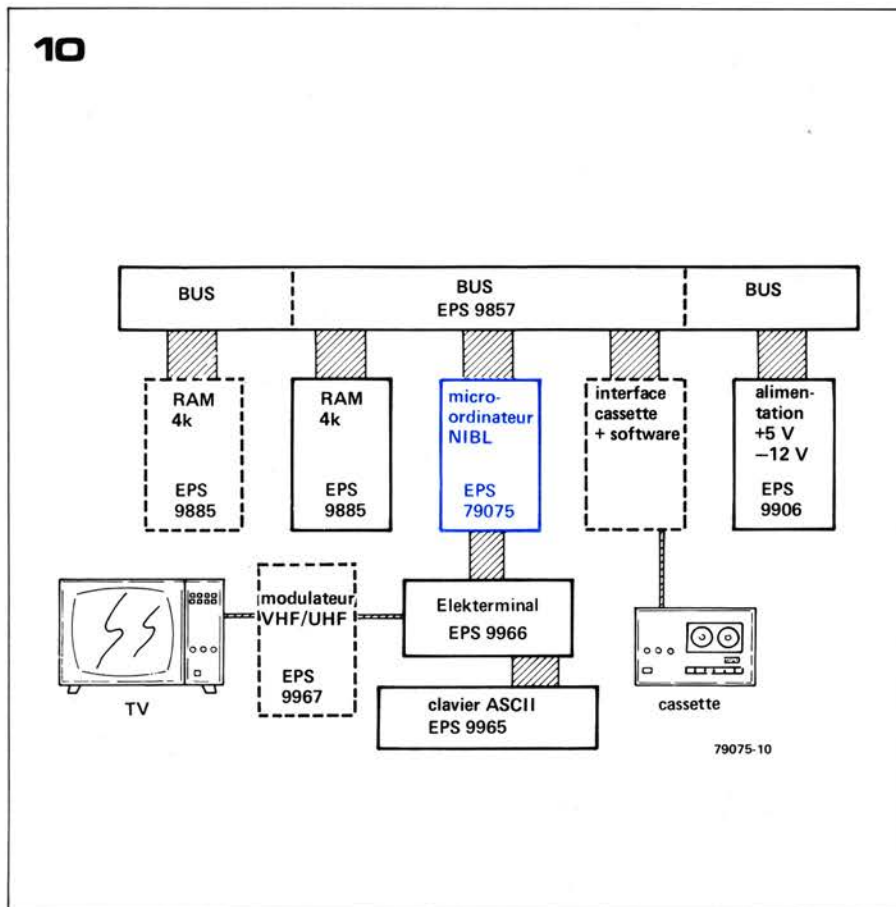 10
BUS
BUS
EPS 9857
BUS
RAM
4k
EPS
9885
RAM
4k
EPS
9885
micro-
ordinateur
NIBL
EPS
79075
interface
cassette
+ software
alimen-
tation
+5 V
−12 V
EPS
9906
TV
modulateur
VHF/UHF
EPS
9967
Elekterminal
EPS 9966
clavier ASCII
EPS 9965
cassette
79075-10